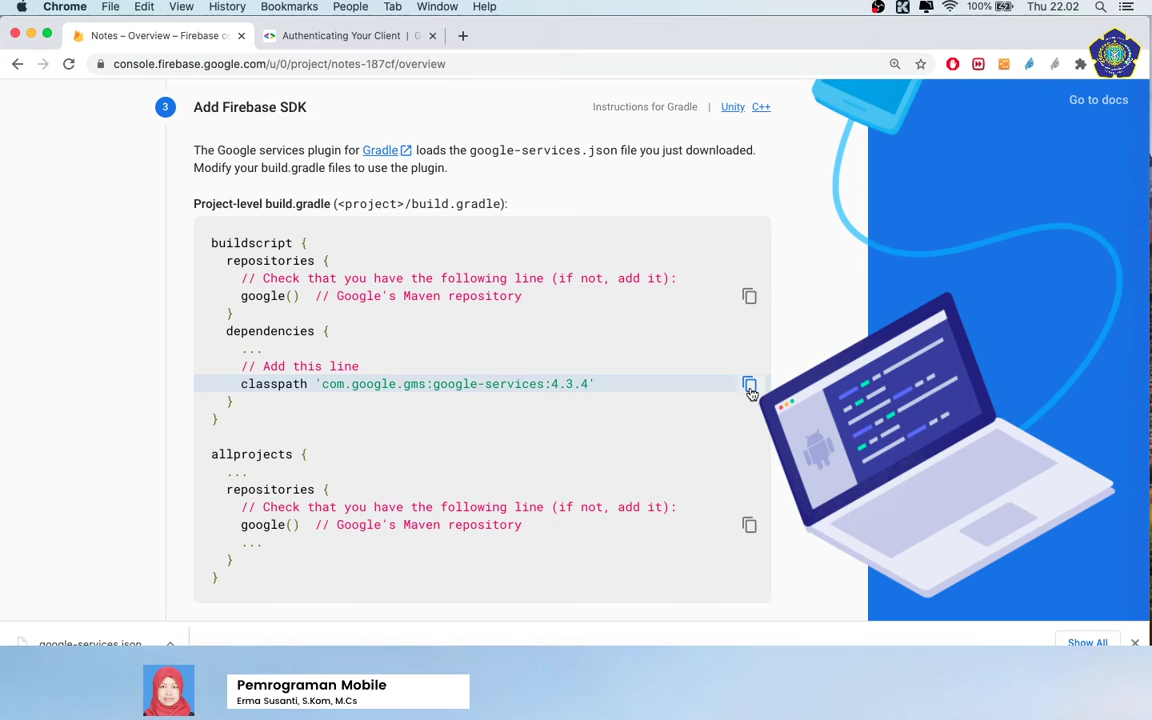 Chrome File Edit View History Bookmarks People Tab Window Help 100% Thu 22.02
Notes – Overview – Firebase co Authenticating Your Client | G
console.firebase.google.com/u/0/project/notes-187cf/overview
3 Add Firebase SDK Instructions for Gradle | Unity C++ Go to docs
The Google services plugin for Gradle loads the google-services.json file you just downloaded.
Modify your build.gradle files to use the plugin.
Project-level build.gradle (<project>/build.gradle):
buildscript {
repositories {
// Check that you have the following line (if not, add it):
google() // Google's Maven repository
}
dependencies {
...
// Add this line
classpath 'com.google.gms:google-services:4.3.4'
}
}
allprojects {
...
repositories {
// Check that you have the following line (if not, add it):
google() // Google's Maven repository
...
}
}
google-services.json Show All
Pemrograman Mobile
Erma Susanti, S.Kom, M.Cs